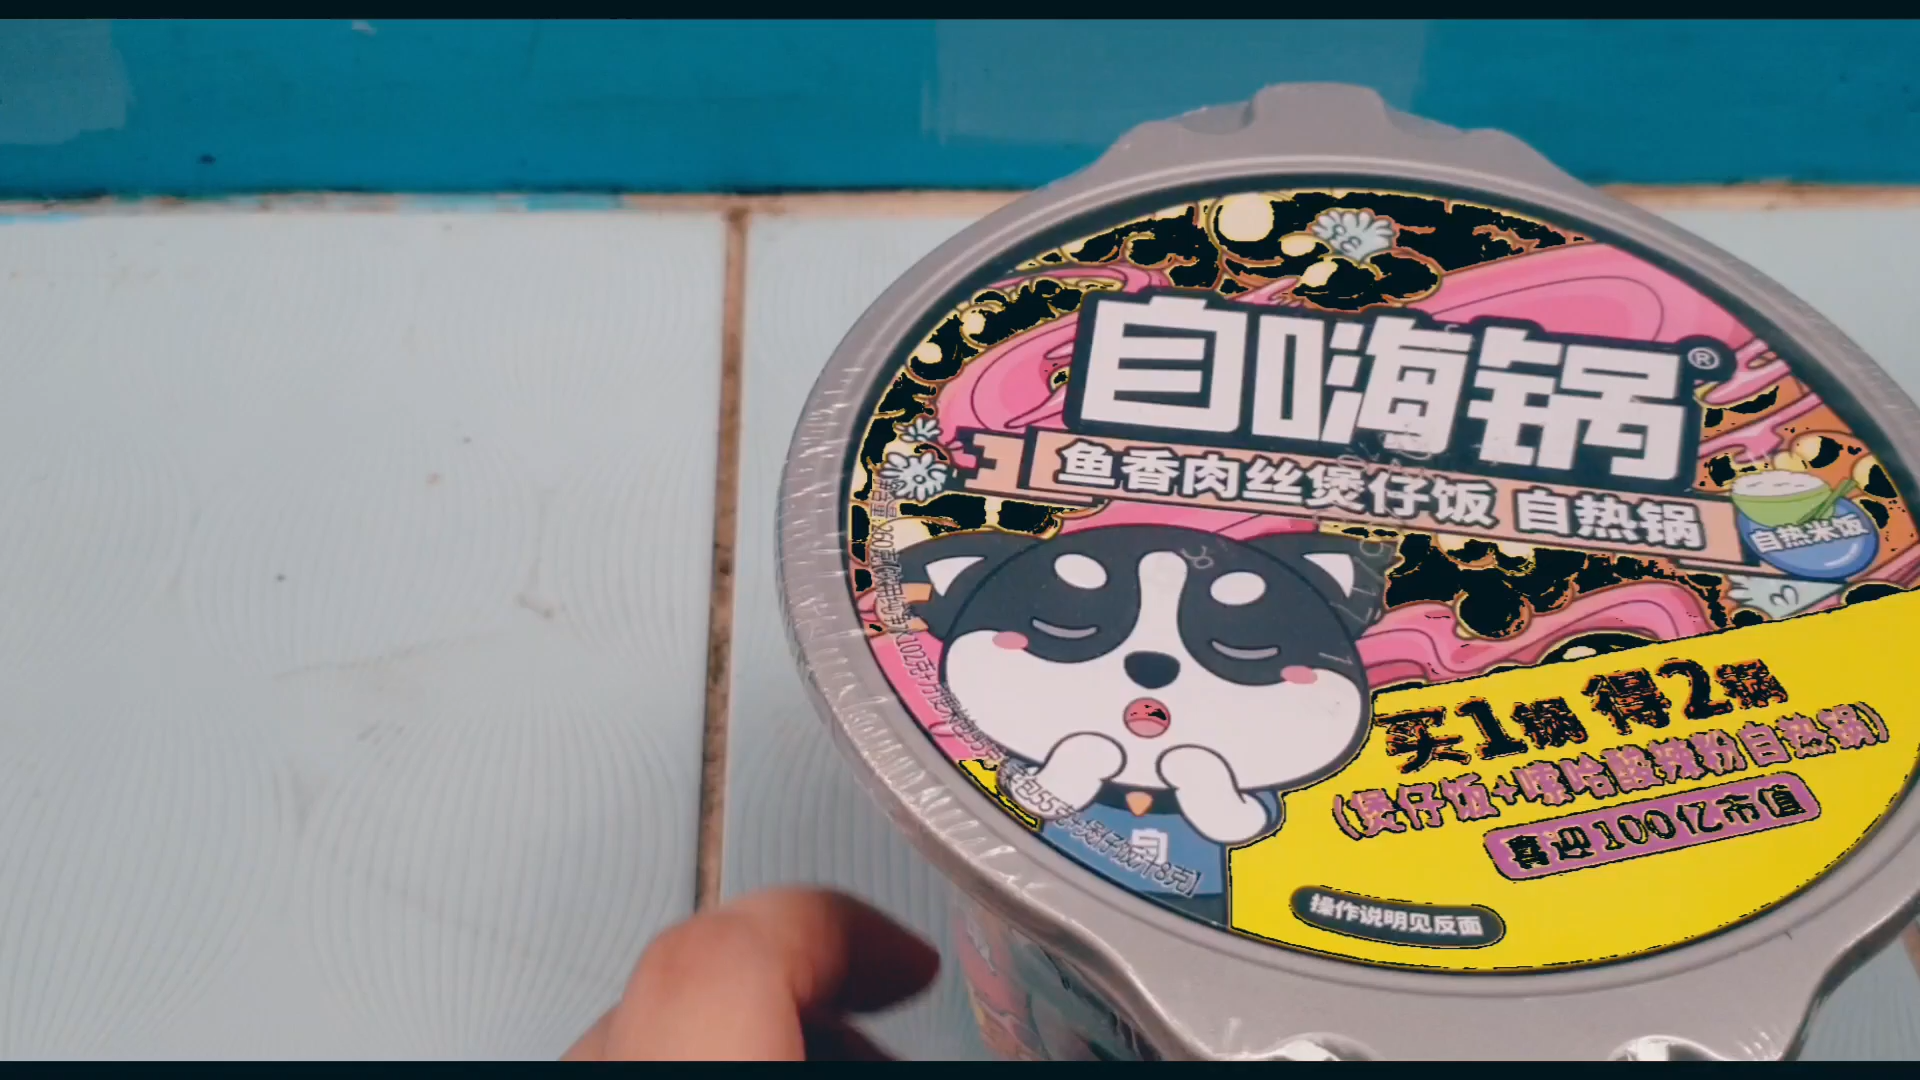 自嗨锅®
鱼香肉丝煲仔饭 自热锅
自热米饭
买1锅 得2锅
(煲仔饭+嗦哈酸辣粉自热锅)
喜迎100亿市值
自
操作说明见反面